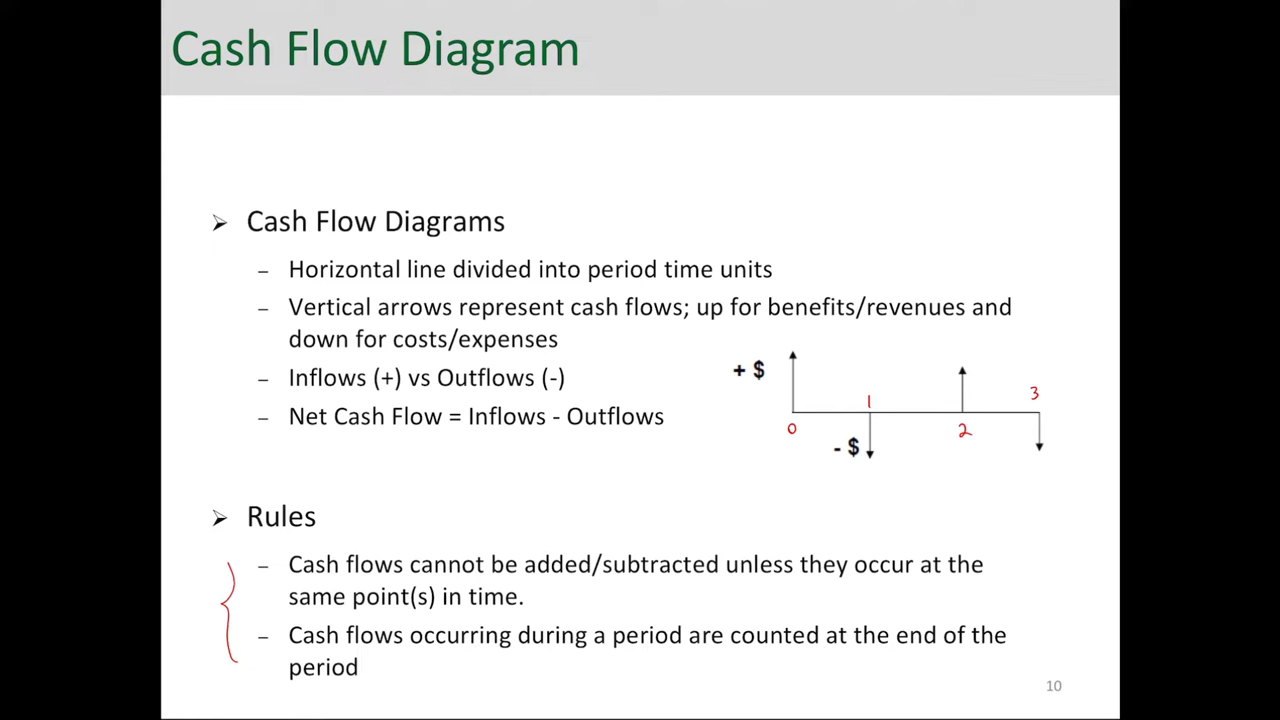 Cash Flow Diagram
➢ Cash Flow Diagrams
– Horizontal line divided into period time units
– Vertical arrows represent cash flows; up for benefits/revenues and
down for costs/expenses
– Inflows (+) vs Outflows (-)
– Net Cash Flow = Inflows - Outflows
+ $
3
1
0
2
- $
➢ Rules
– Cash flows cannot be added/subtracted unless they occur at the
same point(s) in time.
– Cash flows occurring during a period are counted at the end of the
period
10